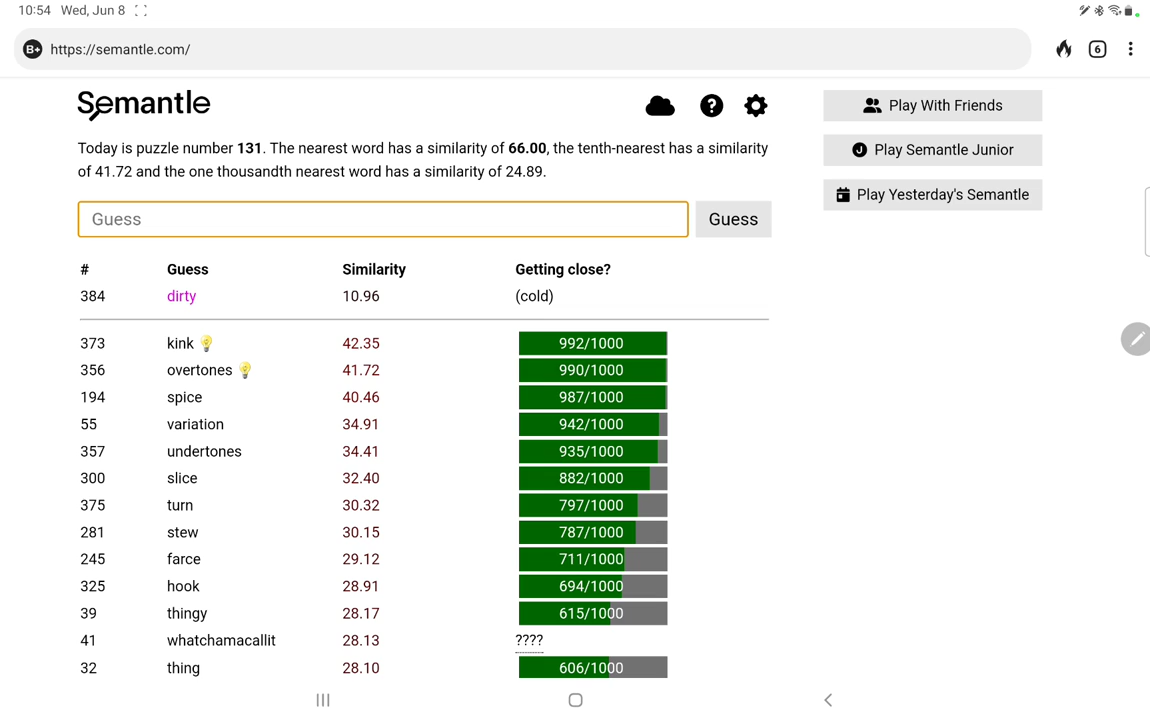 10:54 Wed, Jun 8
B+ https://semantle.com/ 6
Semantle
Play With Friends
Today is puzzle number 131. The nearest word has a similarity of 66.00, the tenth-nearest has a similarity
of 41.72 and the one thousandth nearest word has a similarity of 24.89.
J Play Semantle Junior
Play Yesterday's Semantle
Guess Guess
# Guess Similarity Getting close?
384 dirty 10.96 (cold)
373 kink 42.35 992/1000
356 overtones 41.72 990/1000
194 spice 40.46 987/1000
55 variation 34.91 942/1000
357 undertones 34.41 935/1000
300 slice 32.40 882/1000
375 turn 30.32 797/1000
281 stew 30.15 787/1000
245 farce 29.12 711/1000
325 hook 28.91 694/1000
39 thingy 28.17 615/1000
41 whatchamacallit 28.13 ????
32 thing 28.10 606/1000